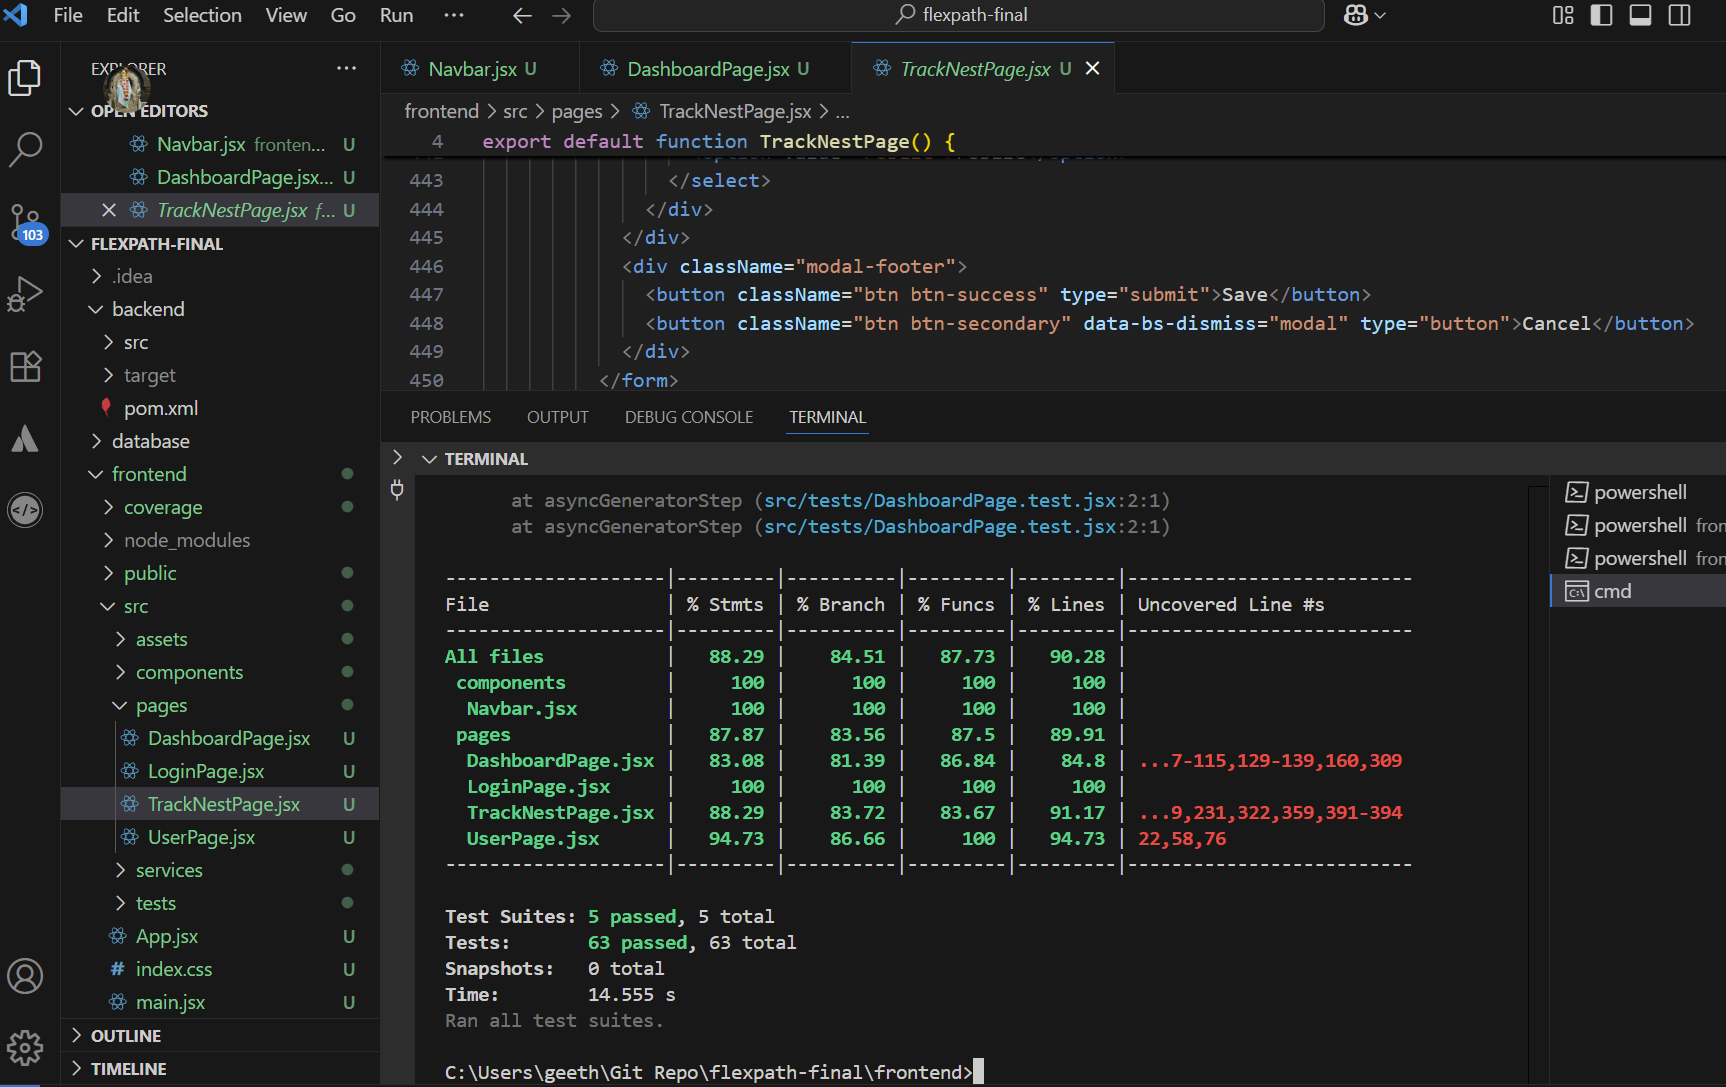 File Edit Selection View Go Run ··· flexpath-final
EXPLORER ···
OPEN EDITORS
Navbar.jsx fronten... U
DashboardPage.jsx... U
TrackNestPage.jsx f... U
103
FLEXPATH-FINAL
.idea
backend
src
target
pom.xml
database
frontend
coverage
node_modules
public
src
assets
components
pages
DashboardPage.jsx U
LoginPage.jsx U
TrackNestPage.jsx U
UserPage.jsx U
services
tests
App.jsx U
# index.css U
main.jsx U
OUTLINE
TIMELINE
Navbar.jsx U DashboardPage.jsx U TrackNestPage.jsx U
frontend > src > pages > TrackNestPage.jsx > ...
4 export default function TrackNestPage() {
443 </select>
444 </div>
445 </div>
446 <div className="modal-footer">
447 <button className="btn btn-success" type="submit">Save</button>
448 <button className="btn btn-secondary" data-bs-dismiss="modal" type="button">Cancel</button>
449 </div>
450 </form>
PROBLEMS OUTPUT DEBUG CONSOLE TERMINAL
TERMINAL
at asyncGeneratorStep (src/tests/DashboardPage.test.jsx:2:1)
at asyncGeneratorStep (src/tests/DashboardPage.test.jsx:2:1)
--------------------|---------|----------|---------|---------|--------------------------
File | % Stmts | % Branch | % Funcs | % Lines | Uncovered Line #s
--------------------|---------|----------|---------|---------|--------------------------
All files | 88.29 | 84.51 | 87.73 | 90.28 |
components | 100 | 100 | 100 | 100 |
Navbar.jsx | 100 | 100 | 100 | 100 |
pages | 87.87 | 83.56 | 87.5 | 89.91 |
DashboardPage.jsx | 83.08 | 81.39 | 86.84 | 84.8 | ...7-115,129-139,160,309
LoginPage.jsx | 100 | 100 | 100 | 100 |
TrackNestPage.jsx | 88.29 | 83.72 | 83.67 | 91.17 | ...9,231,322,359,391-394
UserPage.jsx | 94.73 | 86.66 | 100 | 94.73 | 22,58,76
--------------------|---------|----------|---------|---------|--------------------------
Test Suites: 5 passed, 5 total
Tests: 63 passed, 63 total
Snapshots: 0 total
Time: 14.555 s
Ran all test suites.
C:\Users\geeth\Git Repo\flexpath-final\frontend>
powershell
powershell fron
powershell fron
cmd